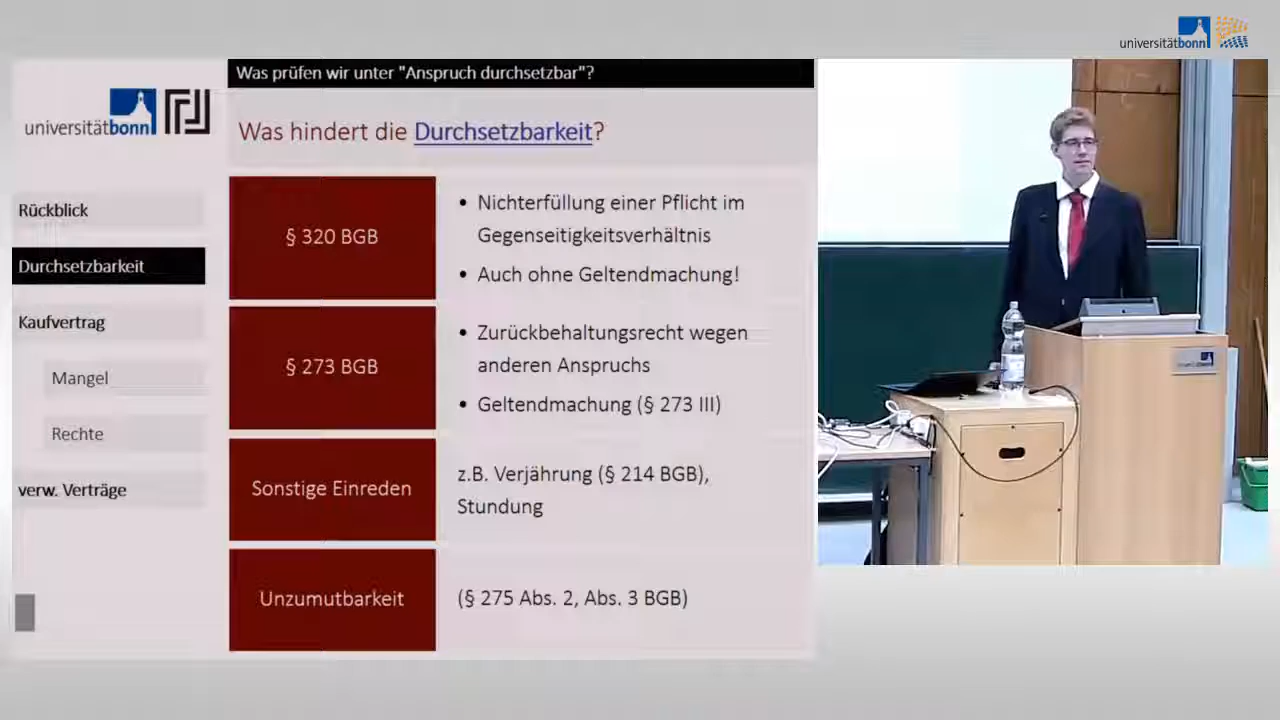 universitätbonn
Was prüfen wir unter "Anspruch durchsetzbar"?
universitätbonn
Was hindert die Durchsetzbarkeit?
Rückblick
Durchsetzbarkeit
Kaufvertrag
Mangel
Rechte
verw. Verträge
§ 320 BGB
• Nichterfüllung einer Pflicht im
Gegenseitigkeitsverhältnis
• Auch ohne Geltendmachung!
§ 273 BGB
• Zurückbehaltungsrecht wegen
anderen Anspruchs
• Geltendmachung (§ 273 III)
Sonstige Einreden
z.B. Verjährung (§ 214 BGB),
Stundung
Unzumutbarkeit
(§ 275 Abs. 2, Abs. 3 BGB)